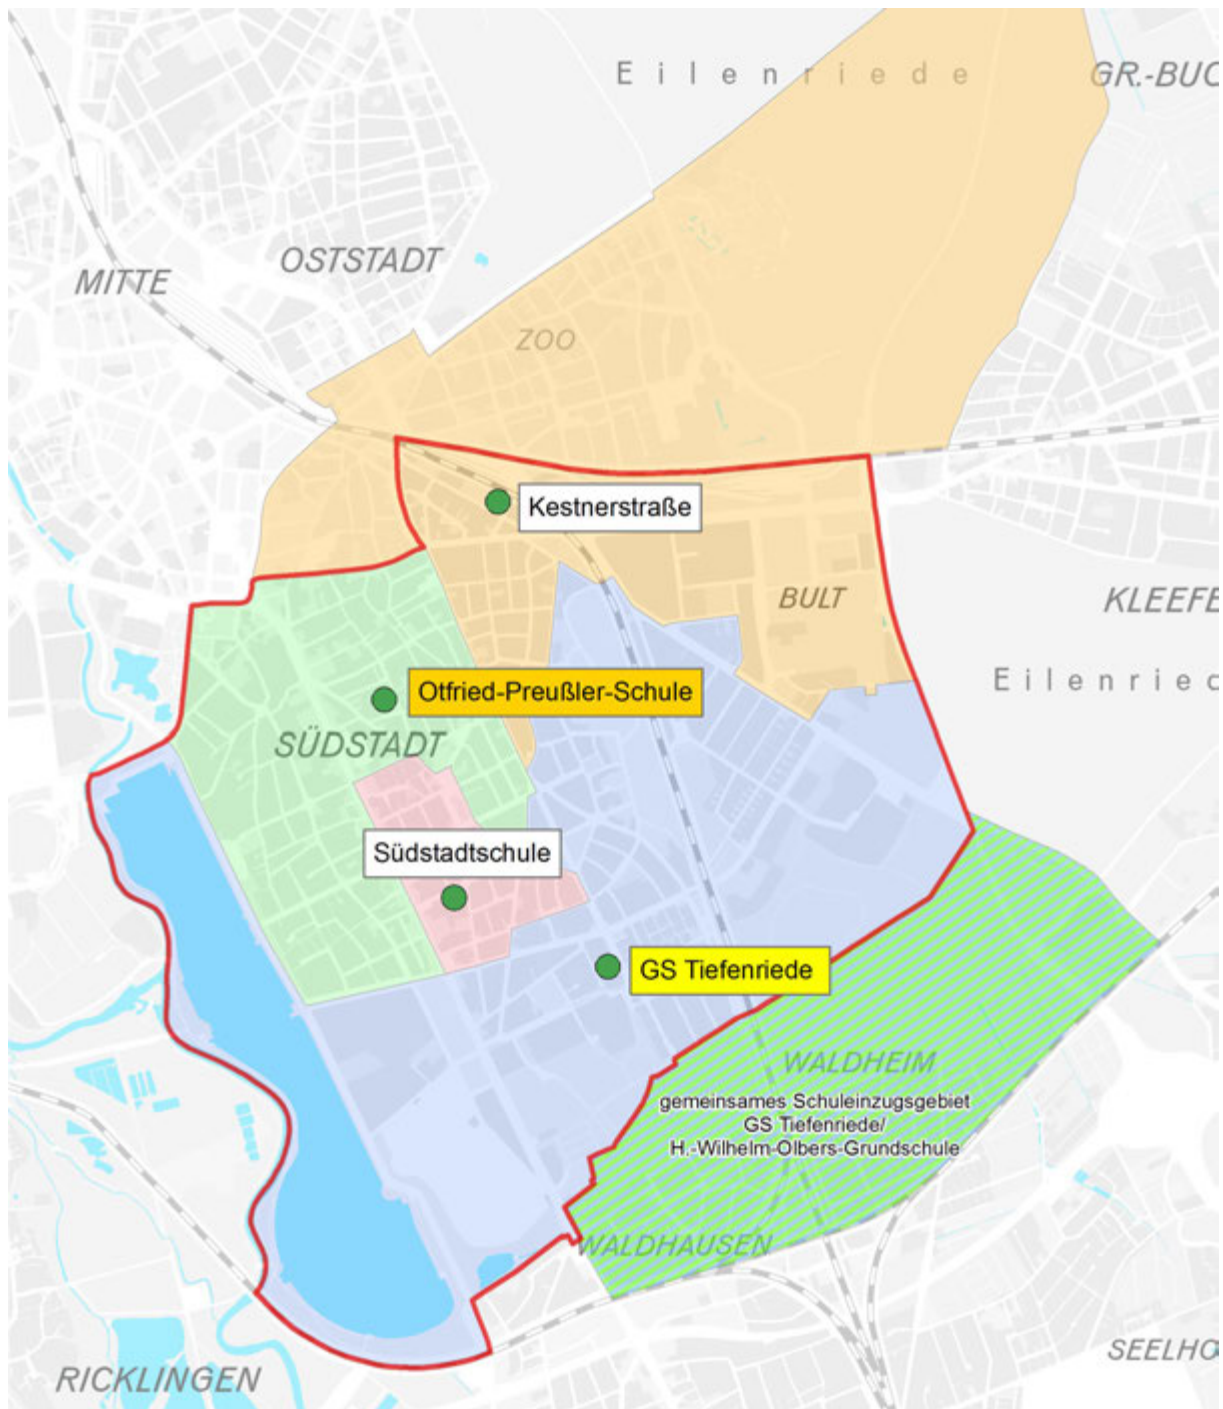 Eilenriede
GR.-BUC
OSTSTADT
MITTE
ZOO
Kestnerstraße
BULT
KLEEFE
Eilenried
Otfried-Preußler-Schule
SÜDSTADT
Südstadtschule
GS Tiefenriede
WALDHEIM
gemeinsames Schuleinzugsgebiet
GS Tiefenriede/
H.-Wilhelm-Olbers-Grundschule
WALDHAUSEN
SEELHO
RICKLINGEN